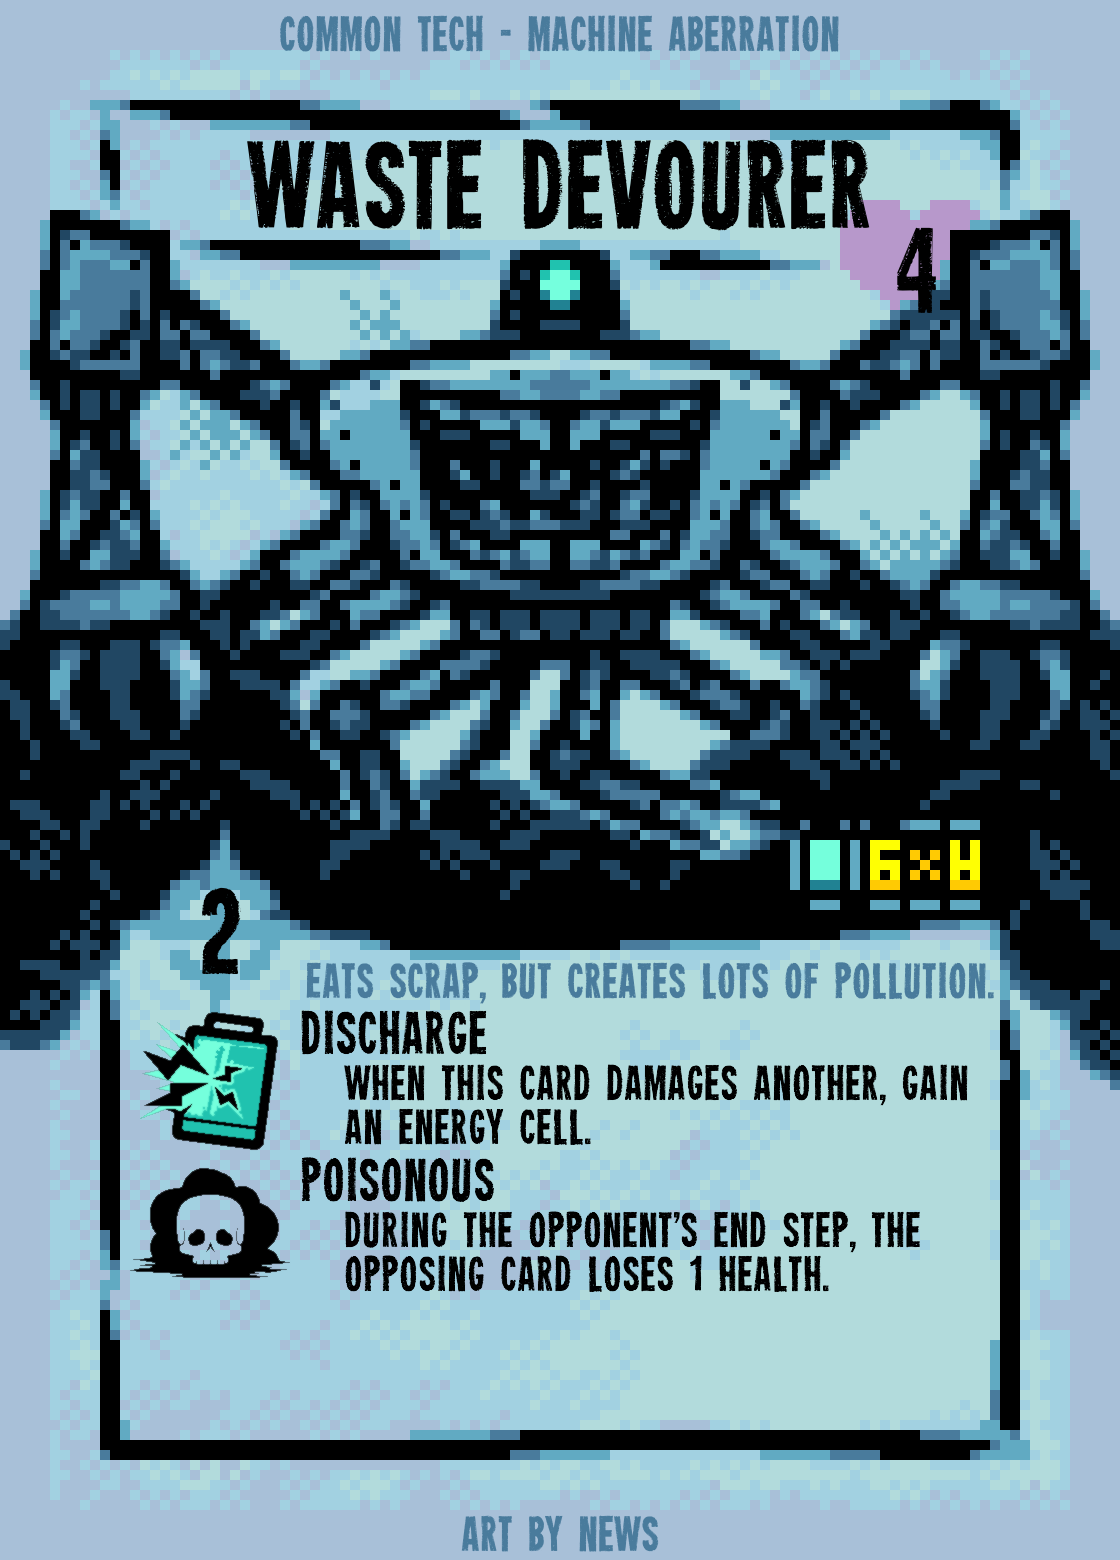 COMMON TECH - MACHINE ABERRATION
WASTE DEVOURER
4
2
EATS SCRAP, BUT CREATES LOTS OF POLLUTION.
DISCHARGE
WHEN THIS CARD DAMAGES ANOTHER, GAIN
AN ENERGY CELL.
POISONOUS
DURING THE OPPONENT'S END STEP, THE
OPPOSING CARD LOSES 1 HEALTH.
ART BY NEWS